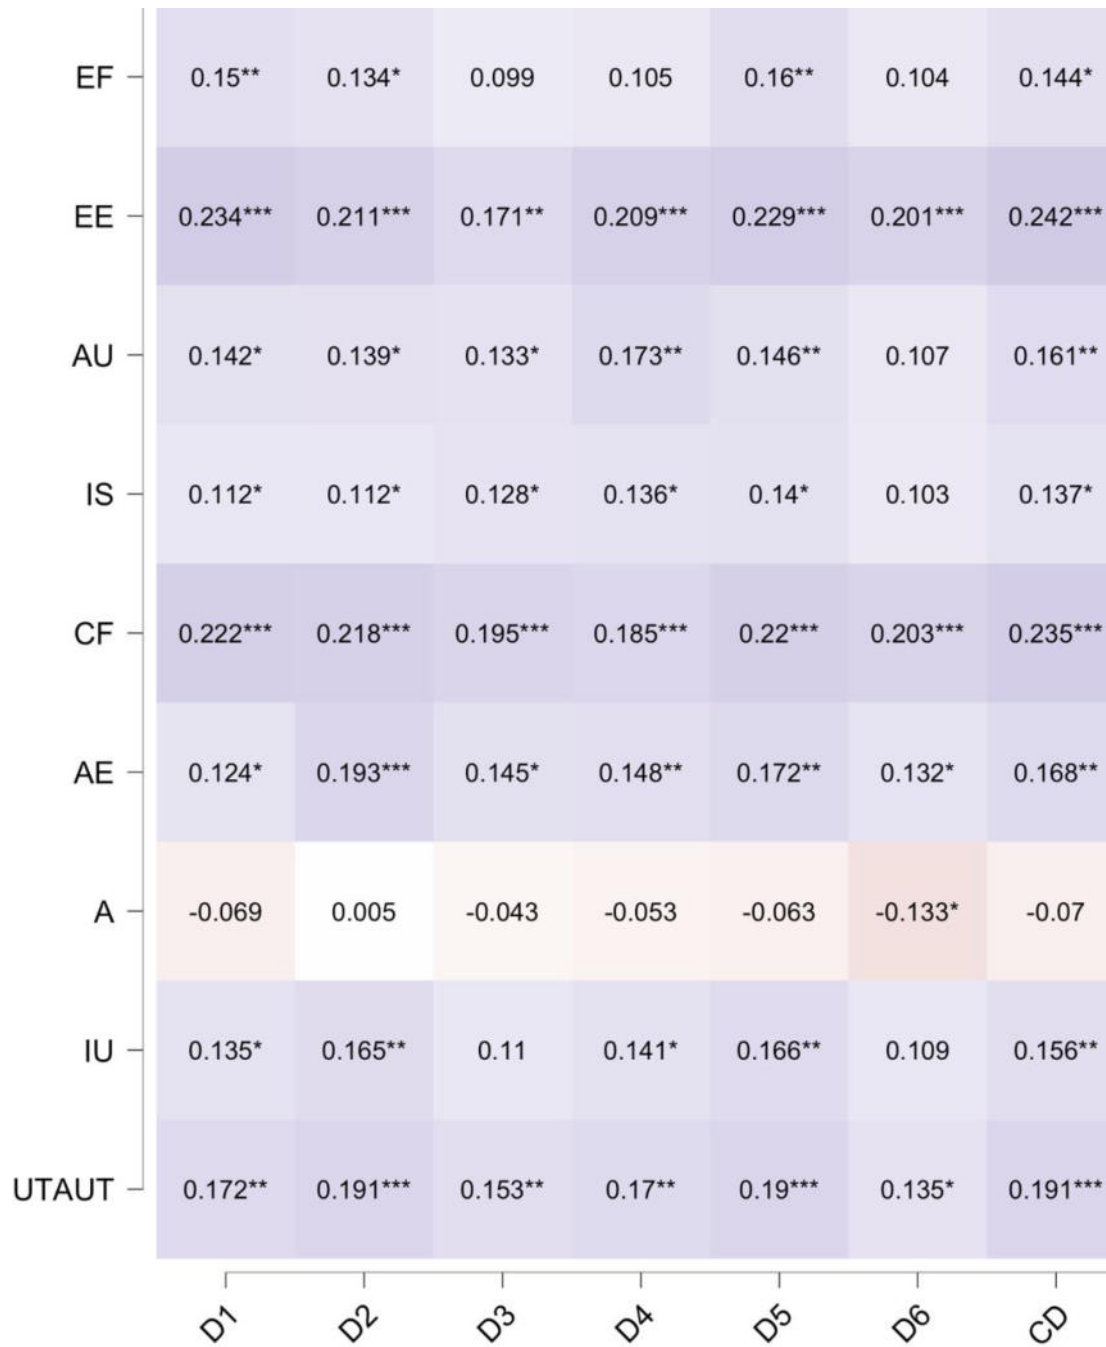 EF 0.15** 0.134* 0.099 0.105 0.16** 0.104 0.144*
EE 0.234*** 0.211*** 0.171** 0.209*** 0.229*** 0.201*** 0.242***
AU 0.142* 0.139* 0.133* 0.173** 0.146** 0.107 0.161**
IS 0.112* 0.112* 0.128* 0.136* 0.14* 0.103 0.137*
CF 0.222*** 0.218*** 0.195*** 0.185*** 0.22*** 0.203*** 0.235***
AE 0.124* 0.193*** 0.145* 0.148** 0.172** 0.132* 0.168**
A -0.069 0.005 -0.043 -0.053 -0.063 -0.133* -0.07
IU 0.135* 0.165** 0.11 0.141* 0.166** 0.109 0.156**
UTAUT 0.172** 0.191*** 0.153** 0.17** 0.19*** 0.135* 0.191***
D1 D2 D3 D4 D5 D6 CD